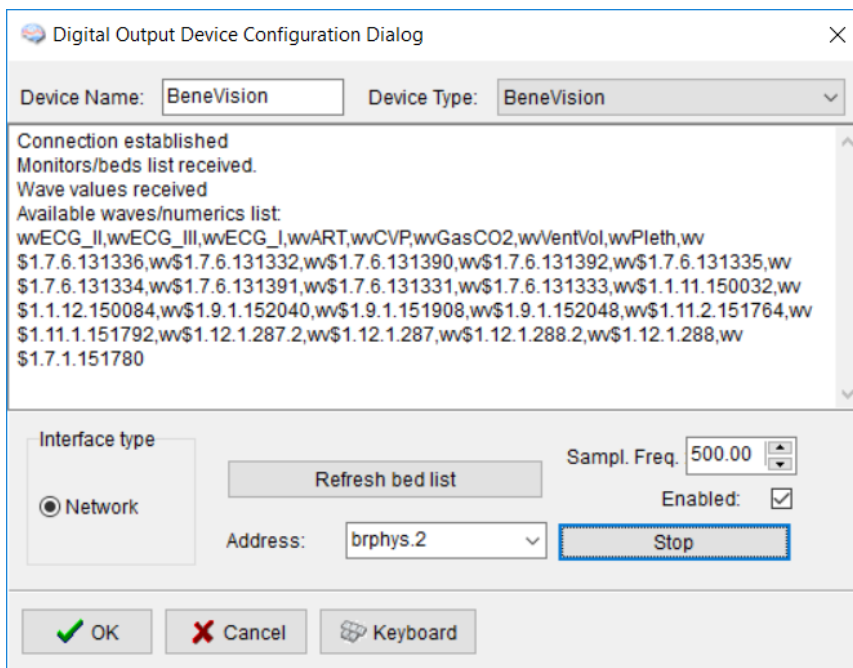 Digital Output Device Configuration Dialog
Device Name: BeneVision Device Type: BeneVision
Connection established
Monitors/beds list received.
Wave values received
Available waves/numerics list:
wvECG_II,wvECG_III,wvECG_I,wvART,wvCVP,wvGasCO2,wvVentVol,wvPleth,wv
$1.7.6.131336,wv$1.7.6.131332,wv$1.7.6.131390,wv$1.7.6.131392,wv$1.7.6.131335,wv
$1.7.6.131334,wv$1.7.6.131391,wv$1.7.6.131331,wv$1.7.6.131333,wv$1.1.11.150032,wv
$1.1.12.150084,wv$1.9.1.152040,wv$1.9.1.151908,wv$1.9.1.152048,wv$1.11.2.151764,wv
$1.11.1.151792,wv$1.12.1.287.2,wv$1.12.1.287,wv$1.12.1.288.2,wv$1.12.1.288,wv
$1.7.1.151780
Interface type
Network
Refresh bed list
Sampl. Freq. 500.00
Enabled:
Address: brphys.2
Stop
OK Cancel Keyboard